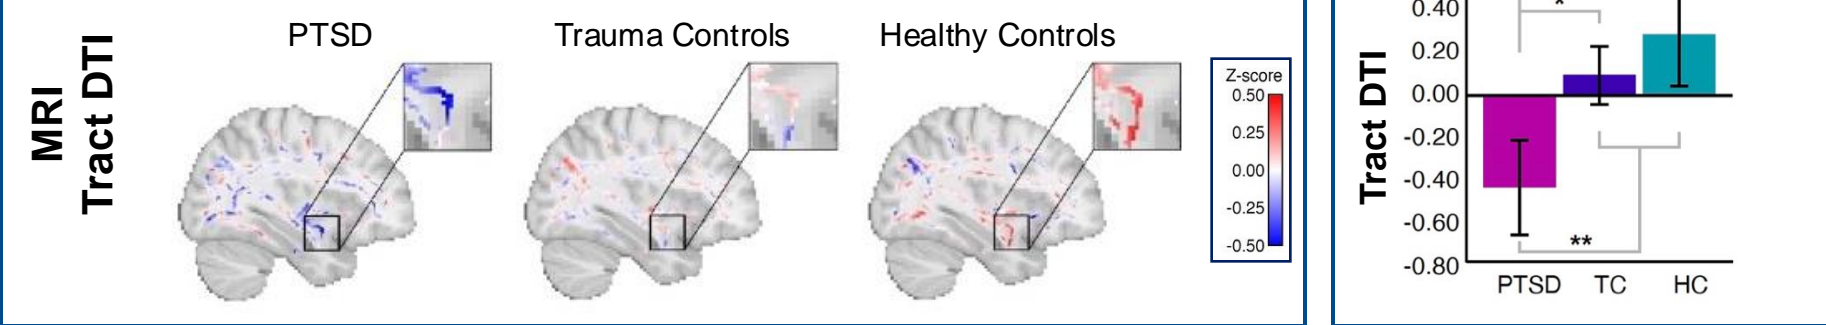 MRI
Tract DTI
PTSD
Trauma Controls
Healthy Controls
Z-score
0.50
0.25
0.00
-0.25
-0.50
Tract DTI
0.40
0.20
0.00
-0.20
-0.40
-0.60
-0.80
*
**
PTSD
TC
HC